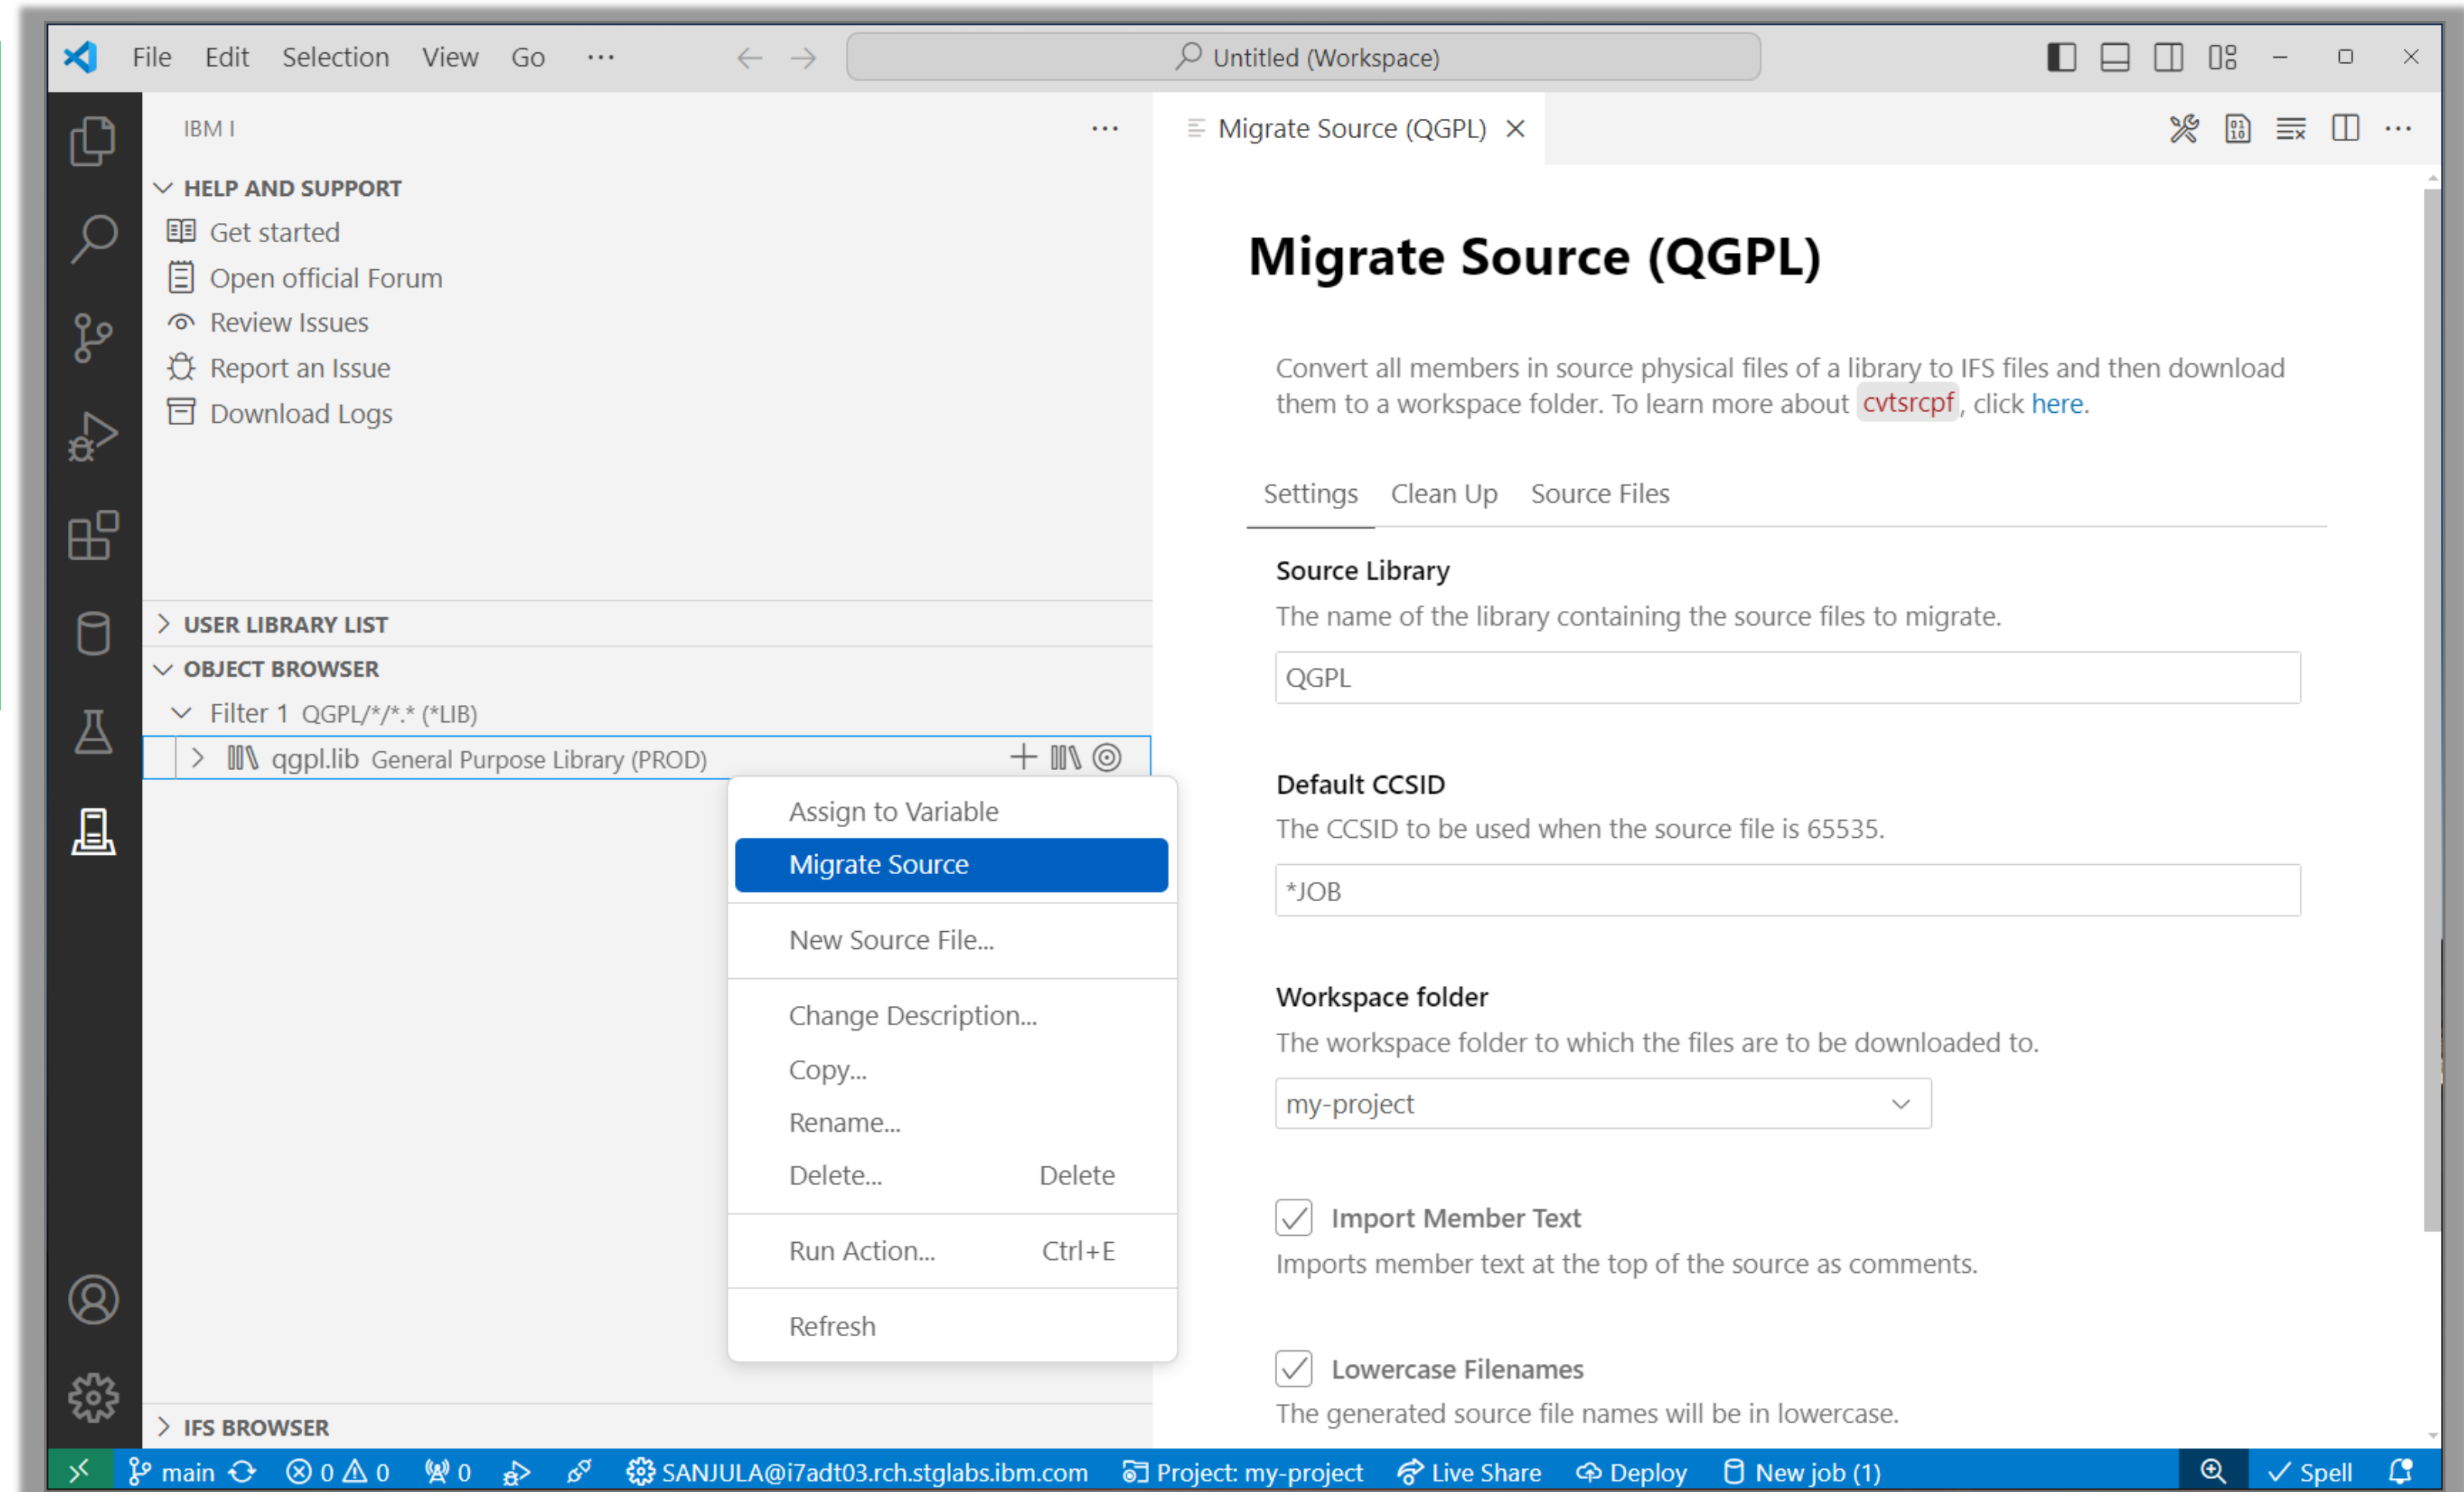 File Edit Selection View Go ···
Untitled (Workspace)
IBM I
HELP AND SUPPORT
Get started
Open official Forum
Review Issues
Report an Issue
Download Logs
USER LIBRARY LIST
OBJECT BROWSER
Filter 1 QGPL/*/*.* (*LIB)
qgpl.lib General Purpose Library (PROD)
Assign to Variable
Migrate Source
New Source File...
Change Description...
Copy...
Rename...
Delete... Delete
Run Action... Ctrl+E
Refresh
IFS BROWSER
Migrate Source (QGPL)
Migrate Source (QGPL)
Convert all members in source physical files of a library to IFS files and then download
them to a workspace folder. To learn more about cvtsrcpf, click here.
Settings Clean Up Source Files
Source Library
The name of the library containing the source files to migrate.
QGPL
Default CCSID
The CCSID to be used when the source file is 65535.
*JOB
Workspace folder
The workspace folder to which the files are to be downloaded to.
my-project
Import Member Text
Imports member text at the top of the source as comments.
Lowercase Filenames
The generated source file names will be in lowercase.
main 0 0 0 SANJULA@i7adt03.rch.stglabs.ibm.com Project: my-project Live Share Deploy New job (1) Spell